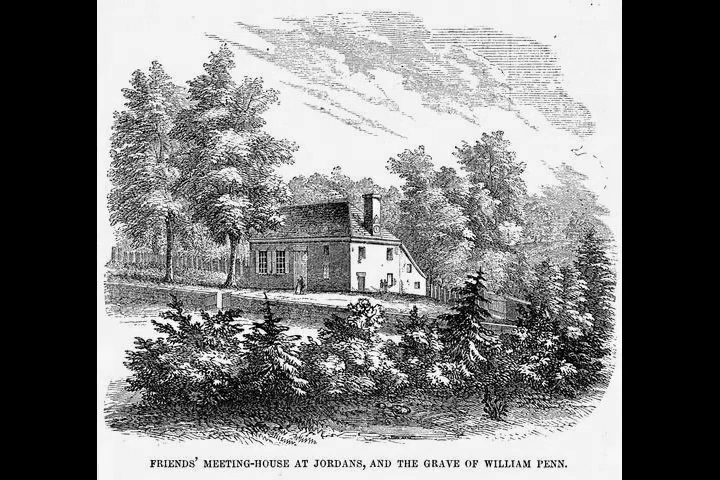 FRIENDS' MEETING-HOUSE AT JORDANS, AND THE GRAVE OF WILLIAM PENN.